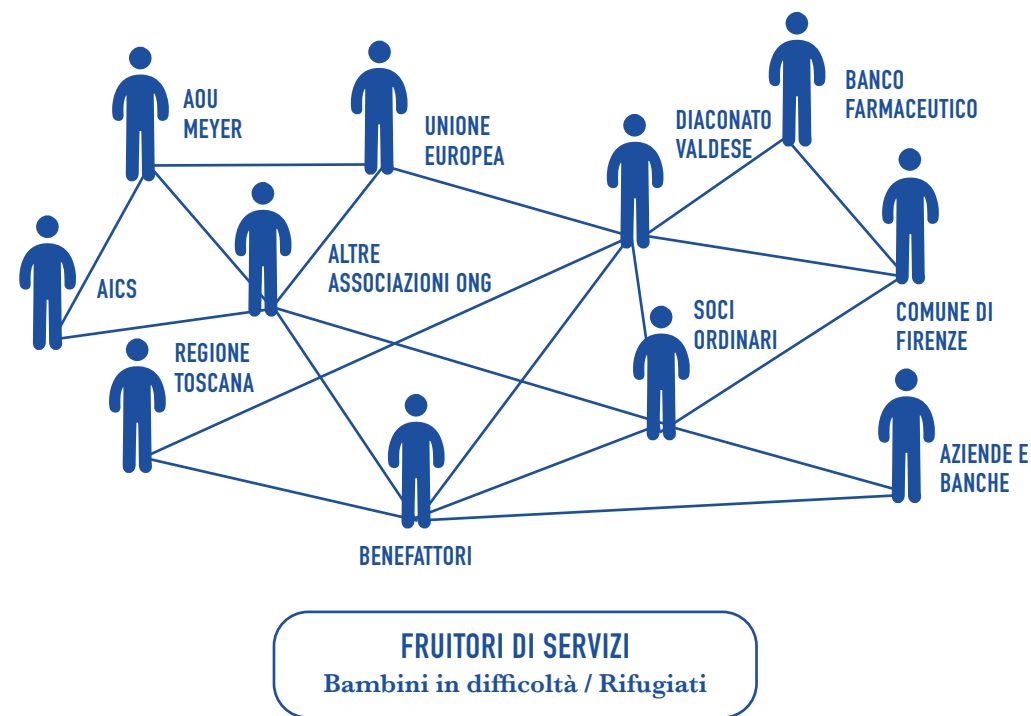 AOU
MEYER
UNIONE
EUROPEA
DIACONATO
VALDESE
BANCO
FARMACEUTICO
AICS
ALTRE
ASSOCIAZIONI ONG
SOCI
ORDINARI
COMUNE DI
FIRENZE
REGIONE
TOSCANA
AZIENDE E
BANCHE
BENEFATTORI
FRUITORI DI SERVIZI
Bambini in difficoltà / Rifugiati